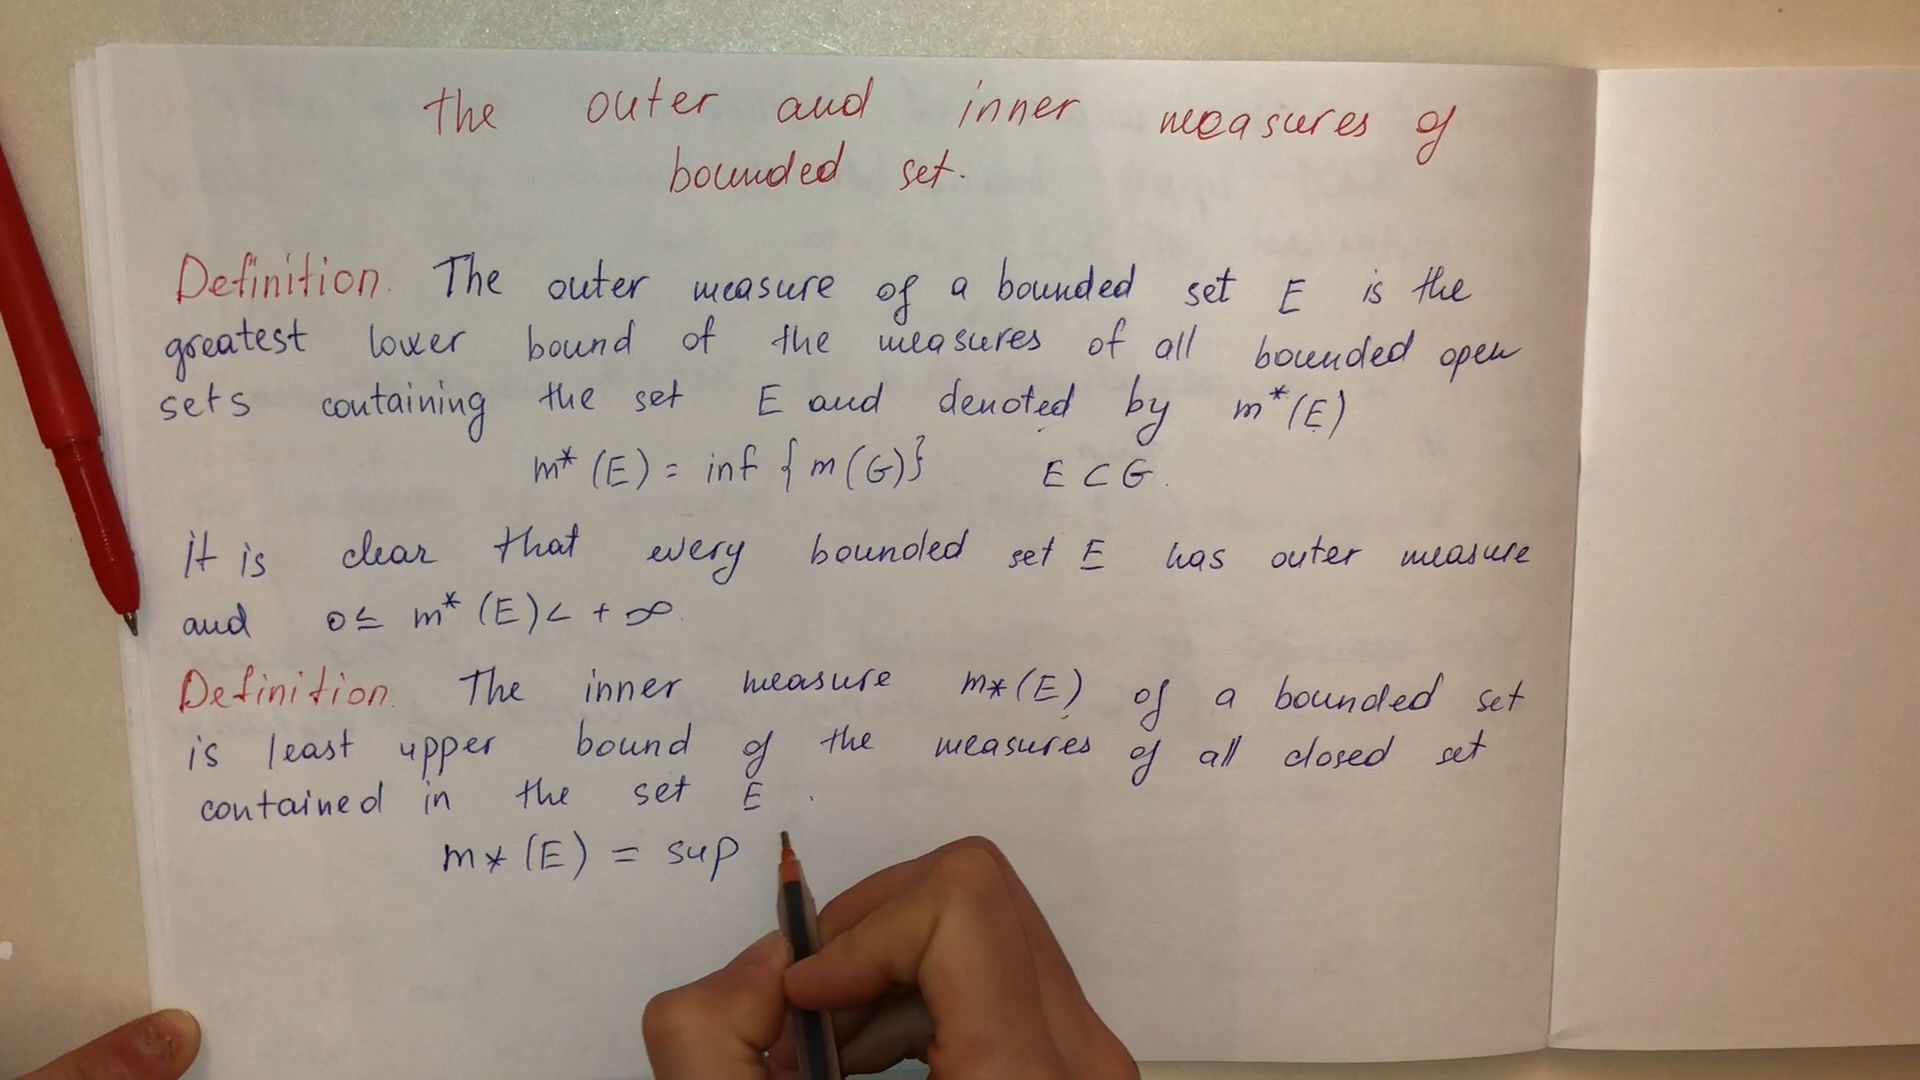 The outer and inner measures of
bounded set.
Definition. The outer measure of a bounded set E is the
greatest lower bound of the measures of all bounded open
sets containing the set E and denoted by m*(E)
m*(E) = inf {m(G)} E ⊂ G.
it is clear that every bounded set E has outer measure
and 0 ≤ m*(E) < + ∞.
Definition. The inner measure m⁎(E) of a bounded set
is least upper bound of the measures of all closed set
contained in the set E.
m⁎(E) = sup